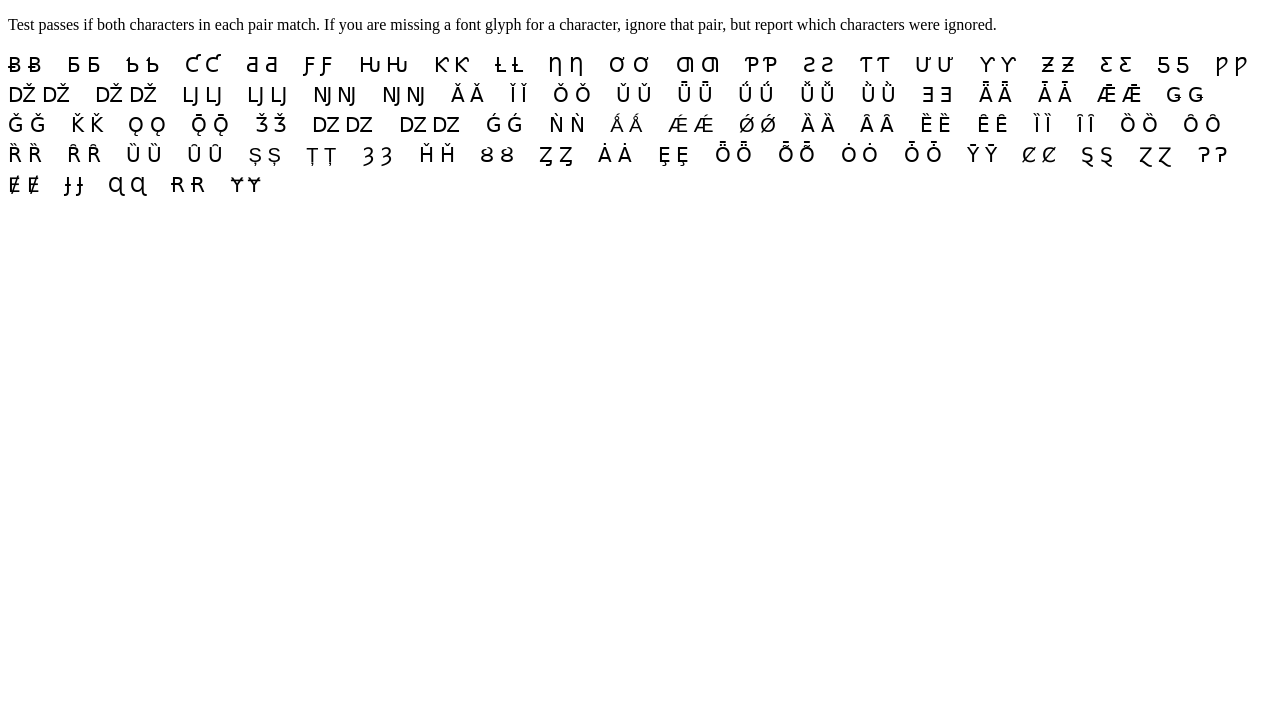 Test passes if both characters in each pair match. If you are missing a font glyph for a character, ignore that pair, but report which characters were ignored.
Ƀ Ƀ Ƃ Ƃ Ƅ Ƅ Ƈ Ƈ Ƌ Ƌ Ƒ Ƒ Ƕ Ƕ Ƙ Ƙ Ƚ Ƚ Ƞ Ƞ Ơ Ơ Ƣ Ƣ Ƥ Ƥ Ƨ Ƨ Ƭ Ƭ Ư Ư Ƴ Ƴ Ƶ Ƶ Ƹ Ƹ Ƽ Ƽ Ƿ Ƿ
Ǆ Ǆ Ǆ Ǆ Ǉ Ǉ Ǉ Ǉ Ǌ Ǌ Ǌ Ǌ Ǎ Ǎ Ǐ Ǐ Ǒ Ǒ Ǔ Ǔ Ǖ Ǖ Ǘ Ǘ Ǚ Ǚ Ǜ Ǜ Ǝ Ǝ Ǟ Ǟ Ǡ Ǡ Ǣ Ǣ Ǥ Ǥ
Ǧ Ǧ Ǩ Ǩ Ǫ Ǫ Ǭ Ǭ Ǯ Ǯ Ǳ Ǳ Ǳ Ǳ Ǵ Ǵ Ǹ Ǹ Ǻ Ǻ Ǽ Ǽ Ǿ Ǿ Ȁ Ȁ Ȃ Ȃ Ȅ Ȅ Ȇ Ȇ Ȉ Ȉ Ȋ Ȋ Ȍ Ȍ Ȏ Ȏ
Ȑ Ȑ Ȓ Ȓ Ȕ Ȕ Ȗ Ȗ Ș Ș Ț Ț Ȝ Ȝ Ȟ Ȟ Ȣ Ȣ Ȥ Ȥ Ȧ Ȧ Ȩ Ȩ Ȫ Ȫ Ȭ Ȭ Ȯ Ȯ Ȱ Ȱ Ȳ Ȳ Ȼ Ȼ Ȿ Ȿ Ɀ Ɀ Ɂ Ɂ
Ɇ Ɇ Ɉ Ɉ Ɋ Ɋ Ɍ Ɍ Ɏ Ɏ